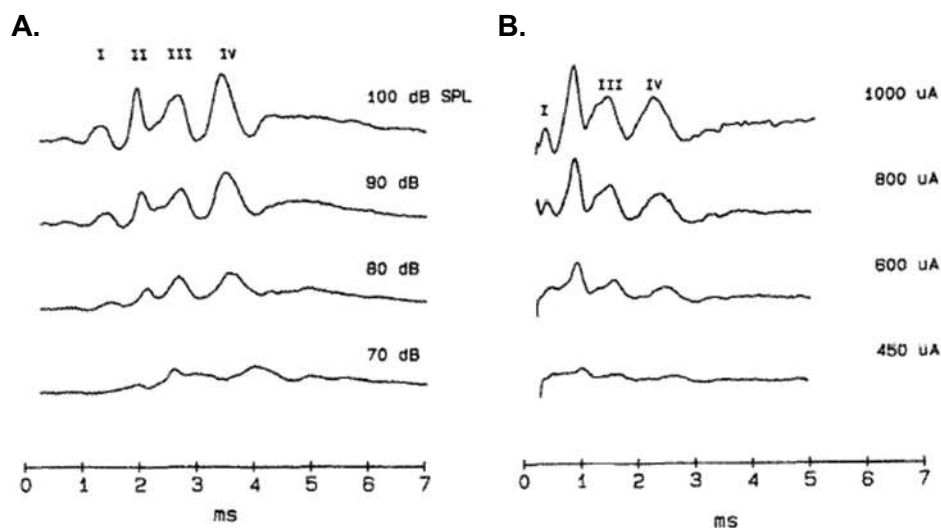 A.
I II III IV
100 dB SPL
90 dB
80 dB
70 dB
0 1 2 3 4 5 6 7
ms
B.
I III IV
1000 uA
800 uA
600 uA
450 uA
0 1 2 3 4 5 6 7
ms